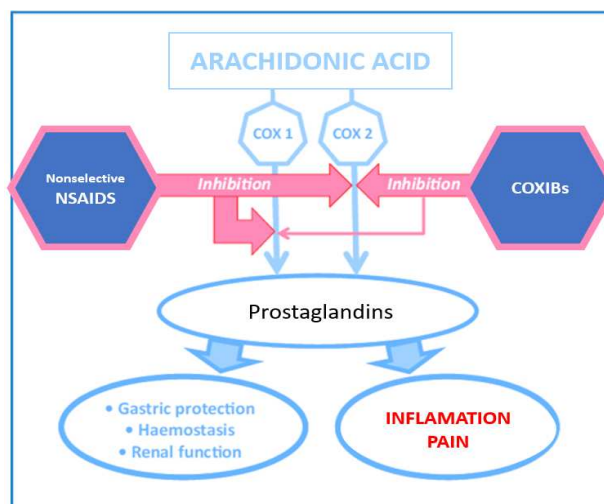 ARACHIDONIC ACID
COX 1
COX 2
Nonselective
NSAIDS
Inhibition
Inhibition
COXIBs
Prostaglandins
• Gastric protection
• Haemostasis
• Renal function
INFLAMATION
PAIN